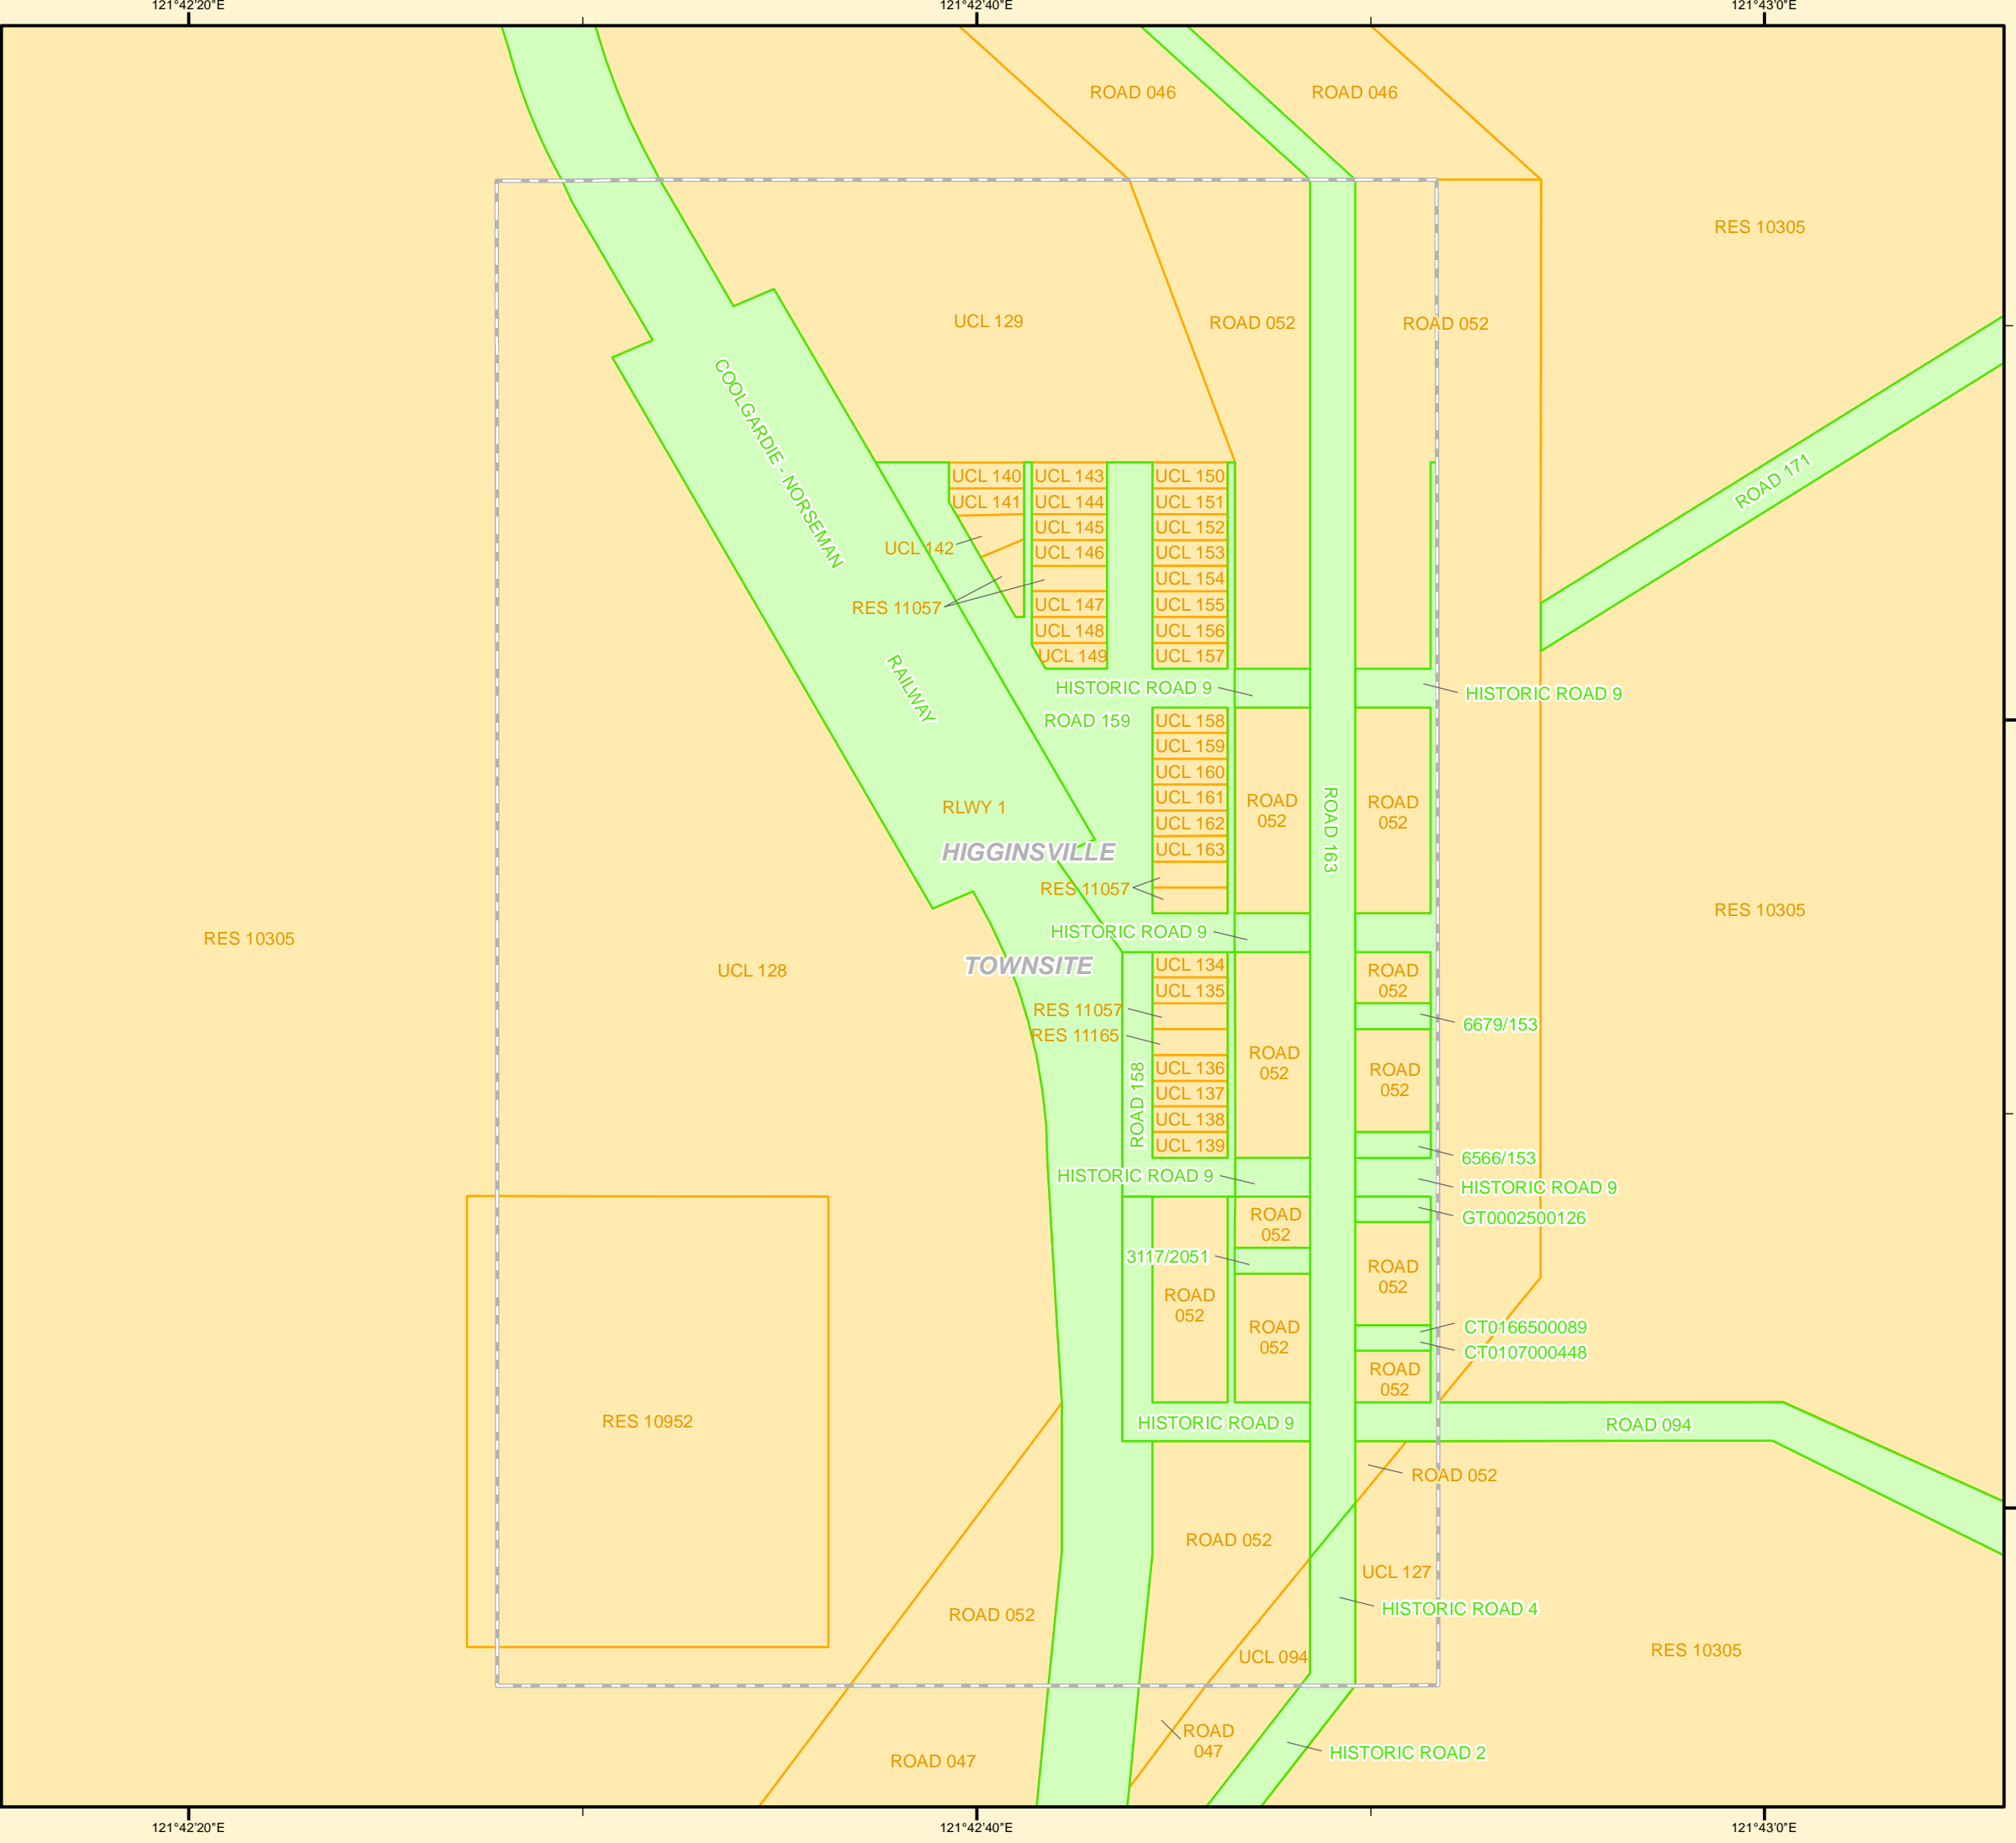 121°42'20"E
121°42'40"E
121°43'0"E
ROAD 046
ROAD 046
RES 10305
UCL 129
ROAD 052
ROAD 052
COOLGARDIE - NORSEMAN
ROAD 171
UCL 140
UCL 143
UCL 150
UCL 141
UCL 144
UCL 151
UCL 145
UCL 152
UCL 142
UCL 146
UCL 153
UCL 154
RES 11057
UCL 147
UCL 155
UCL 148
UCL 156
UCL 149
UCL 157
RAILWAY
HISTORIC ROAD 9
HISTORIC ROAD 9
ROAD 159
UCL 158
UCL 159
UCL 160
UCL 161
UCL 162
UCL 163
RLWY 1
ROAD
052
ROAD 163
ROAD
052
HIGGINSVILLE
RES 11057
RES 10305
RES 10305
HISTORIC ROAD 9
UCL 128
TOWNSITE
UCL 134
UCL 135
ROAD
052
RES 11057
6679/153
RES 11165
ROAD 158
UCL 136
UCL 137
UCL 138
UCL 139
ROAD
052
ROAD
052
6566/153
HISTORIC ROAD 9
HISTORIC ROAD 9
GT0002500126
ROAD
052
3117/2051
ROAD
052
ROAD
052
ROAD
052
CT0166500089
CT0107000448
ROAD
052
RES 10952
HISTORIC ROAD 9
ROAD 094
ROAD 052
ROAD 052
UCL 127
ROAD 052
HISTORIC ROAD 4
UCL 094
RES 10305
ROAD 047
ROAD
047
HISTORIC ROAD 2
121°42'20"E
121°42'40"E
121°43'0"E